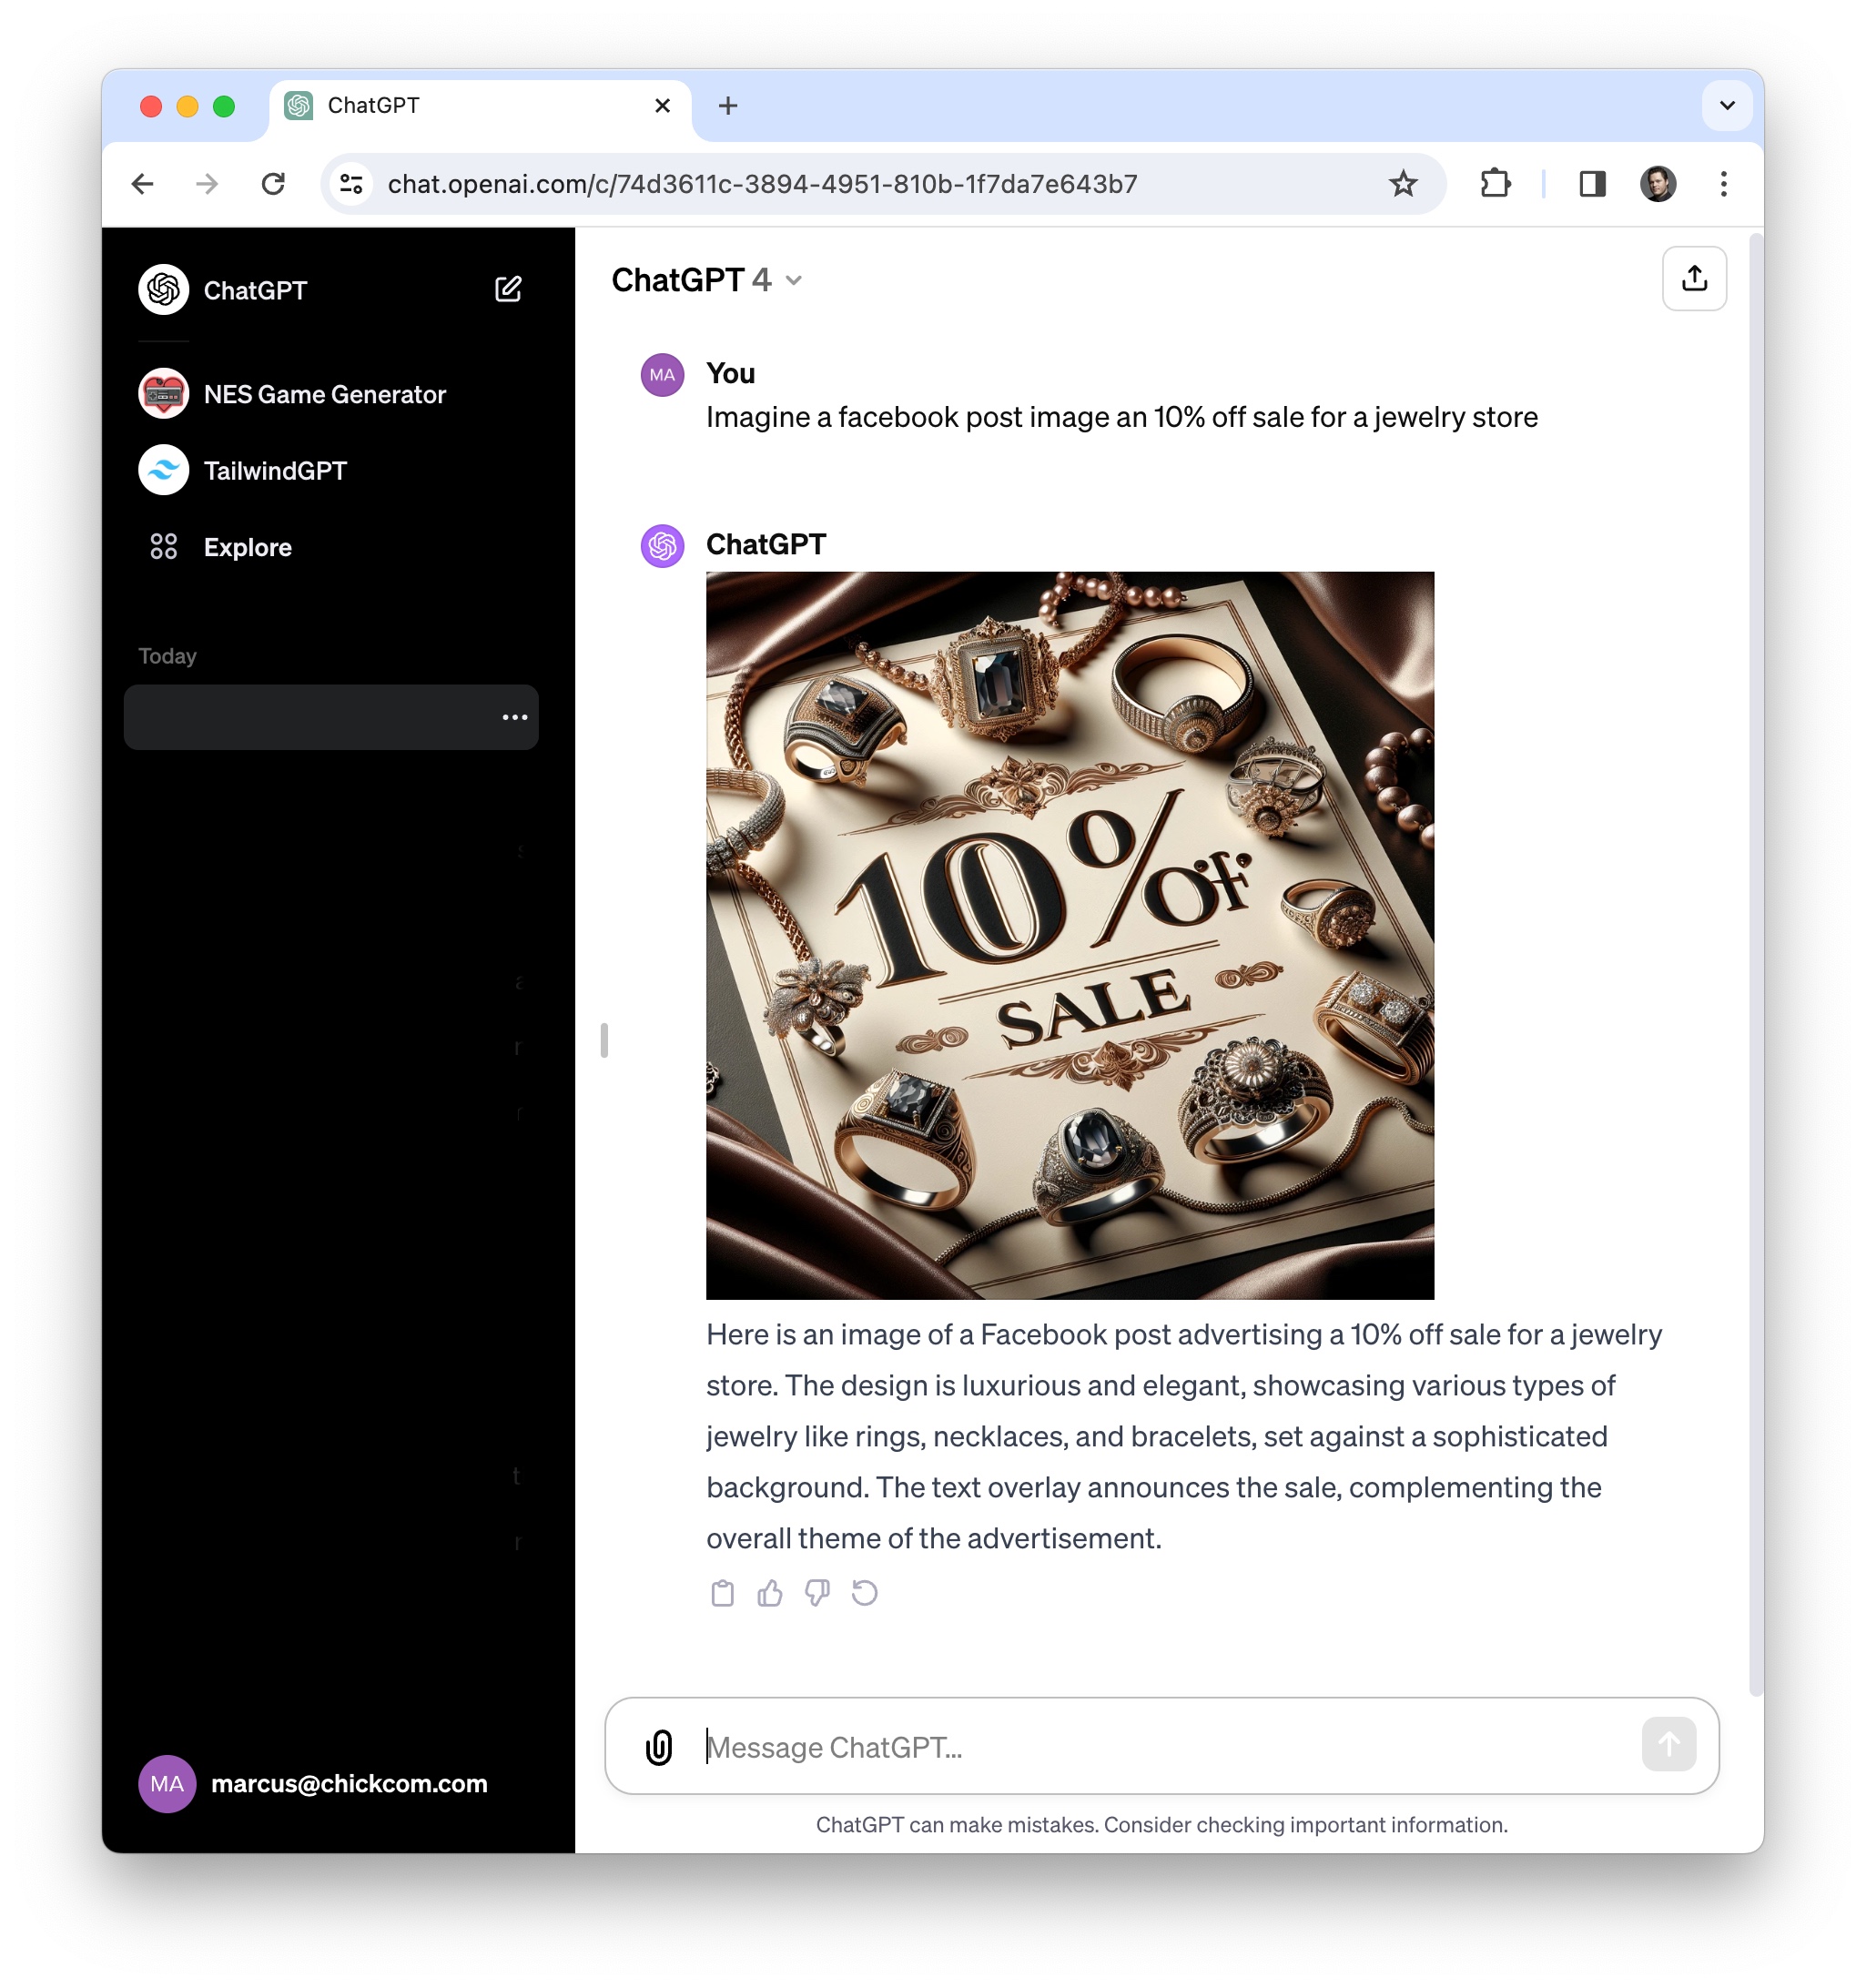 ChatGPT
chat.openai.com/c/74d3611c-3894-4951-810b-1f7da7e643b7
ChatGPT
NES Game Generator
TailwindGPT
Explore
Today
MA
marcus@chickcom.com
ChatGPT 4
MA
You
Imagine a facebook post image an 10% off sale for a jewelry store
ChatGPT
10% of
SALE
Here is an image of a Facebook post advertising a 10% off sale for a jewelry
store. The design is luxurious and elegant, showcasing various types of
jewelry like rings, necklaces, and bracelets, set against a sophisticated
background. The text overlay announces the sale, complementing the
overall theme of the advertisement.
Message ChatGPT...
ChatGPT can make mistakes. Consider checking important information.